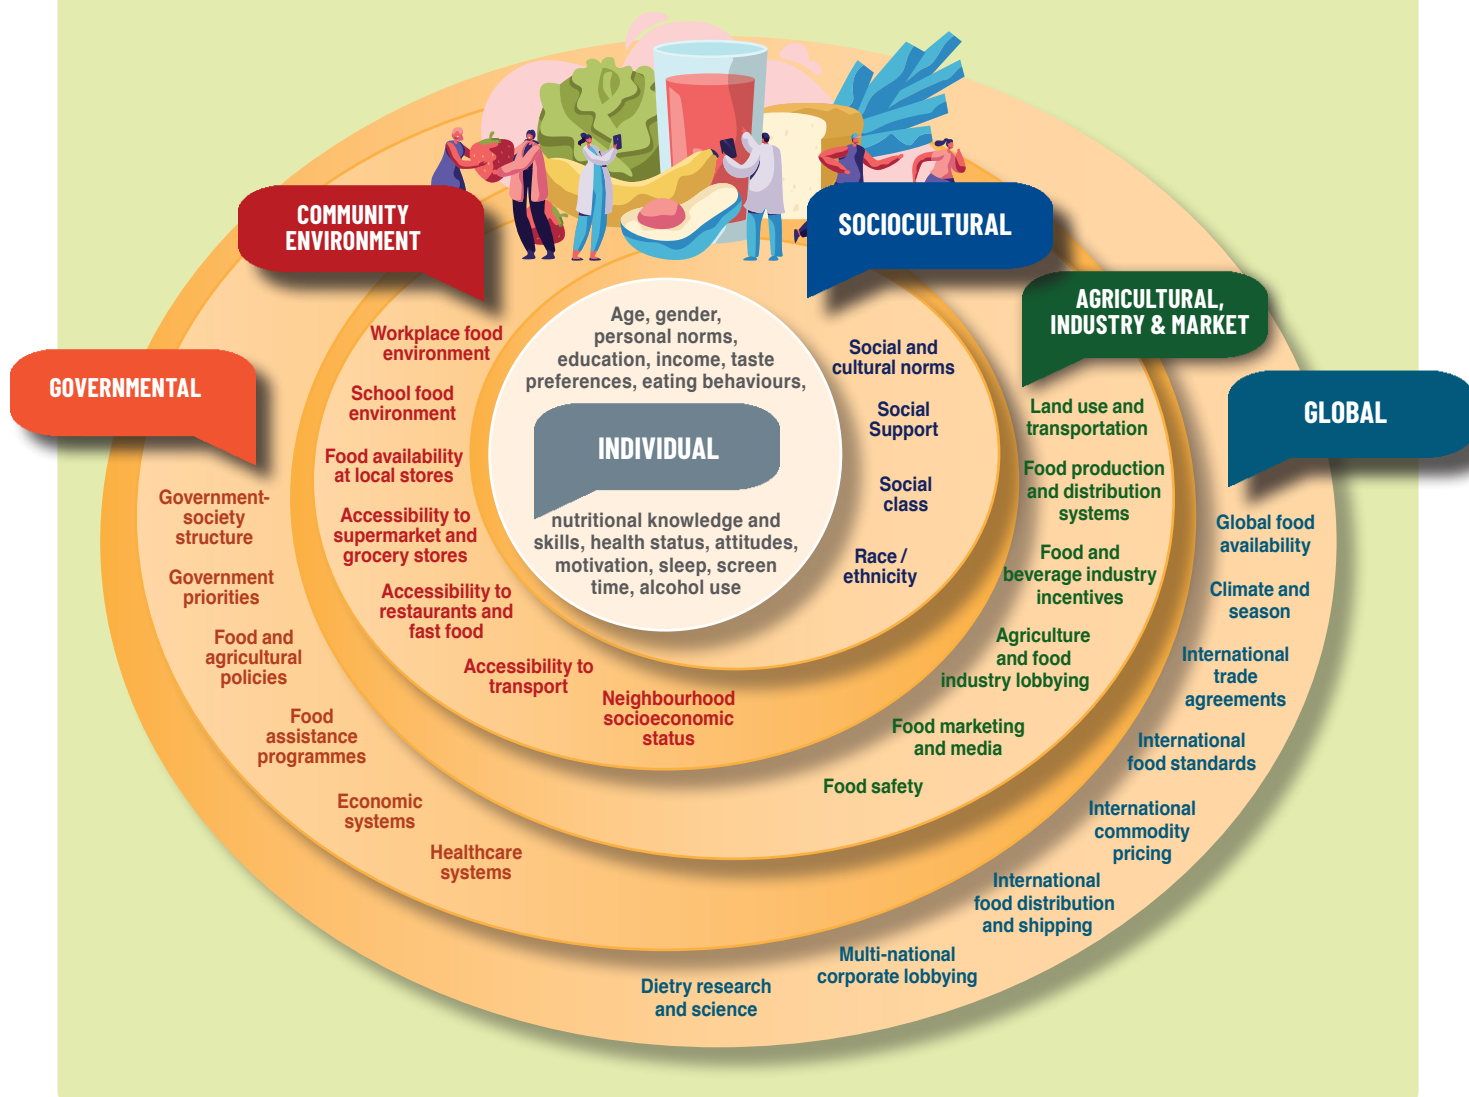 COMMUNITY
ENVIRONMENT
Workplace food
environment
School food
environment
Food availability
at local stores
Accessibility to
supermarket and
grocery stores
Accessibility to
restaurants and
fast food
Accessibility to
transport
Neighbourhood
socioeconomic
status
SOCIOCULTURAL
Social and
cultural norms
Social
Support
Social
class
Race /
ethnicity
AGRICULTURAL,
INDUSTRY & MARKET
Land use and
transportation
Food production
and distribution
systems
Food and
beverage industry
incentives
Agriculture
and food
industry lobbying
Food marketing
and media
Food safety
GOVERNMENTAL
Government-
society
structure
Government
priorities
Food and
agricultural
policies
Food
assistance
programmes
Economic
systems
Healthcare
systems
GLOBAL
Global food
availability
Climate and
season
International
trade
agreements
International
food standards
International
commodity
pricing
International
food distribution
and shipping
Multi-national
corporate lobbying
Dietry research
and science
Age, gender,
personal norms,
education, income, taste
preferences, eating behaviours,
INDIVIDUAL
nutritional knowledge and
skills, health status, attitudes,
motivation, sleep, screen
time, alcohol use